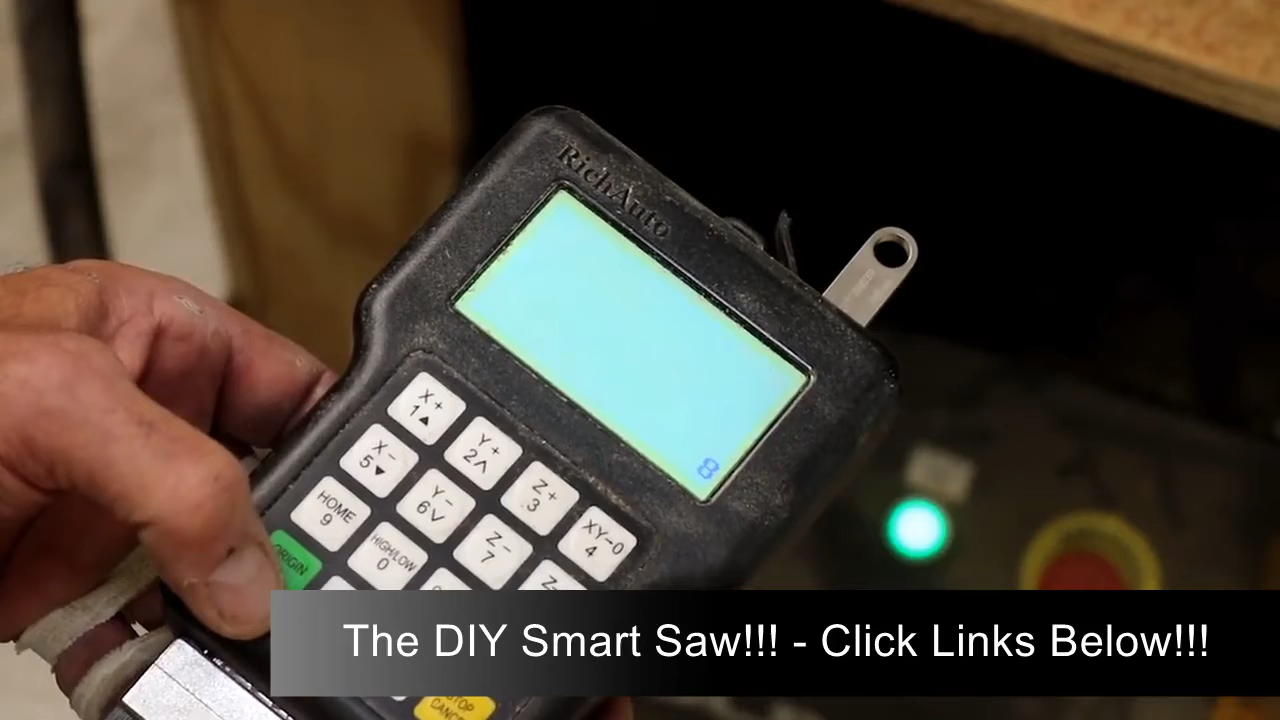 RichAuto
8
X+
1▲
Y+
2∧
Z+
3
XY-0
4
X-
5▼
Y-
6∨
Z-
7
HOME
9
HIGH/LOW
0
ORIGIN
STOP
The DIY Smart Saw!!! - Click Links Below!!!